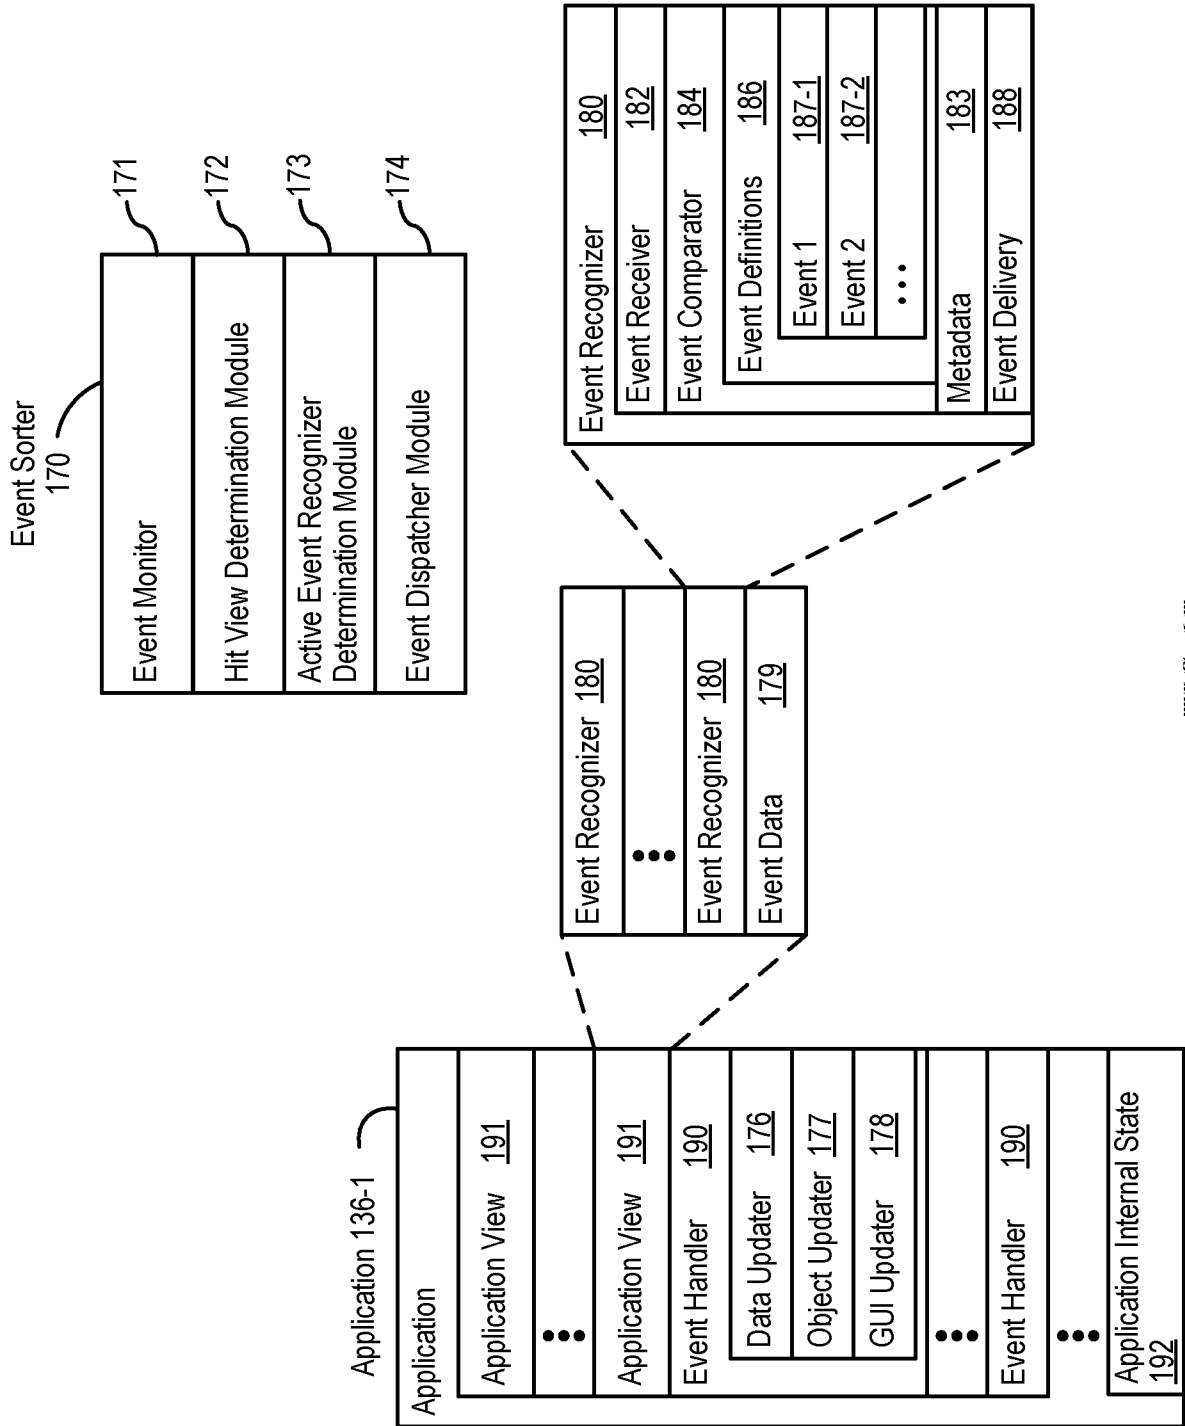 Event Sorter
170
Event Monitor
171
Hit View Determination Module
172
Active Event Recognizer
Determination Module
173
Event Dispatcher Module
174
Application 136-1
Application
Application View 191
•••
Application View 191
Event Handler 190
Data Updater 176
Object Updater 177
GUI Updater 178
•••
Event Handler 190
•••
Application Internal State
192
Event Recognizer 180
•••
Event Recognizer 180
Event Data 179
Event Recognizer 180
Event Receiver 182
Event Comparator 184
Event Definitions 186
Event 1 187-1
Event 2 187-2
•••
Metadata 183
Event Delivery 188